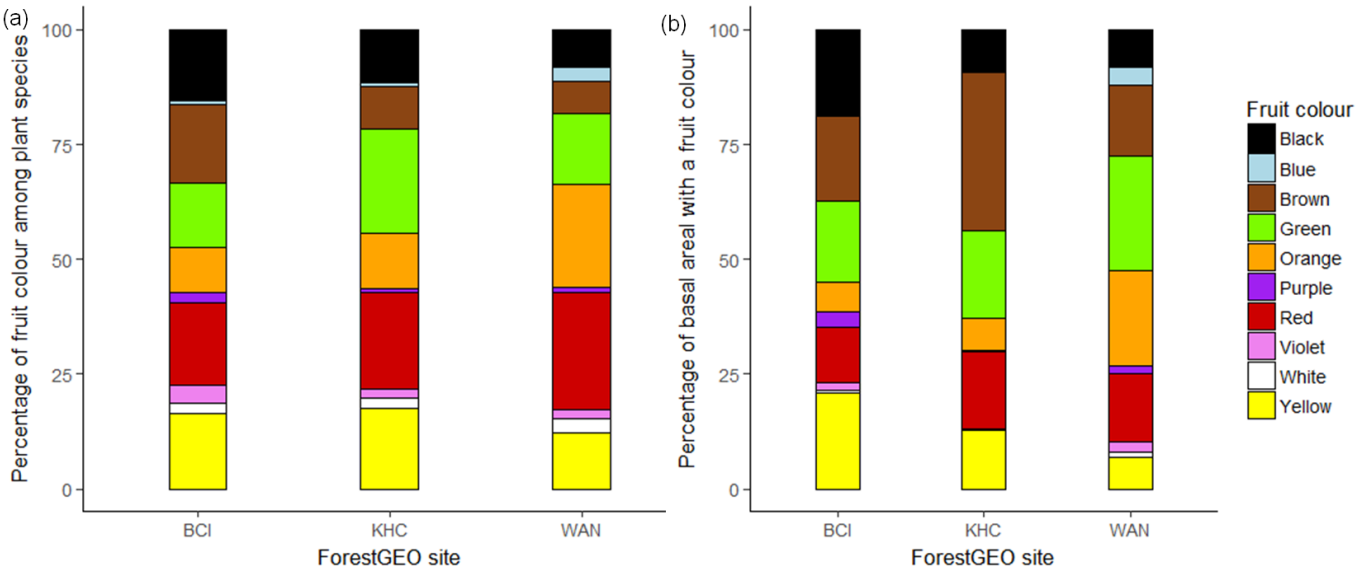 (a)
Percentage of fruit colour among plant species
100
75
50
25
0
BCI
KHC
WAN
ForestGEO site
(b)
Percentage of basal areal with a fruit colour
100
75
50
25
0
BCI
KHC
WAN
ForestGEO site
Fruit colour
Black
Blue
Brown
Green
Orange
Purple
Red
Violet
White
Yellow